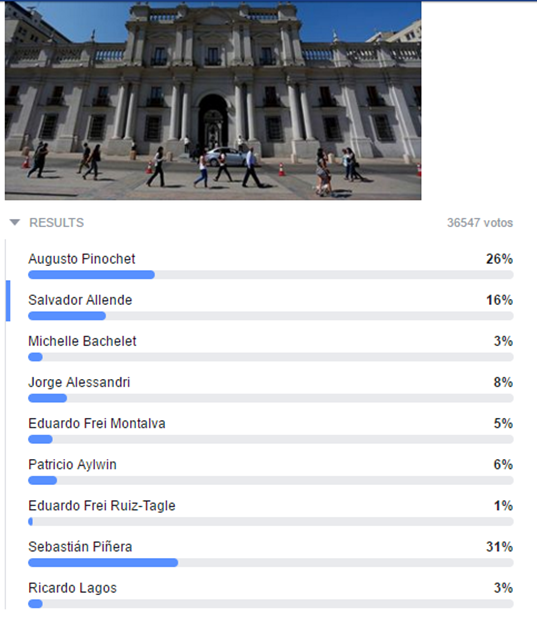 RESULTS 36547 votos
Augusto Pinochet 26%
Salvador Allende 16%
Michelle Bachelet 3%
Jorge Alessandri 8%
Eduardo Frei Montalva 5%
Patricio Aylwin 6%
Eduardo Frei Ruiz-Tagle 1%
Sebastián Piñera 31%
Ricardo Lagos 3%